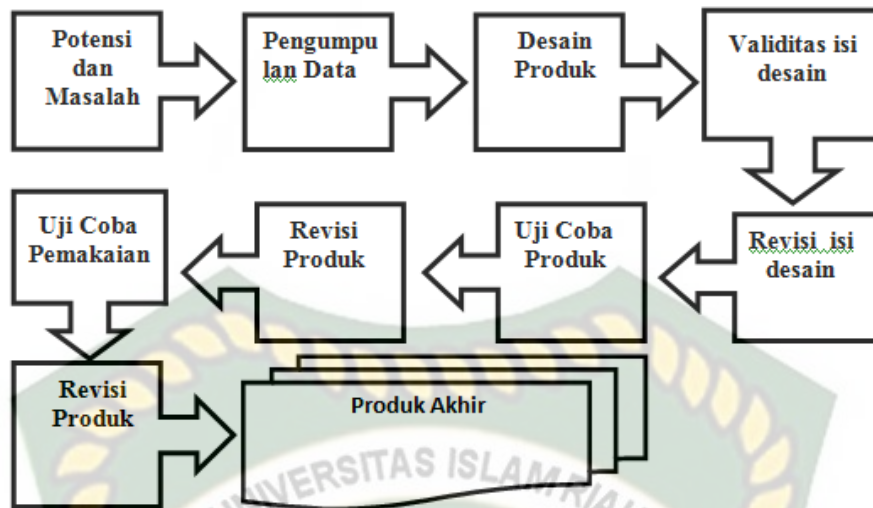 Potensi
dan
Masalah
Pengumpu
lan Data
Desain
Produk
Validitas isi
desain
Revisi isi
desain
Uji Coba
Produk
Revisi
Produk
Uji Coba
Pemakaian
Revisi
Produk
Produk Akhir
UNIVERSITAS ISLAM RIAU